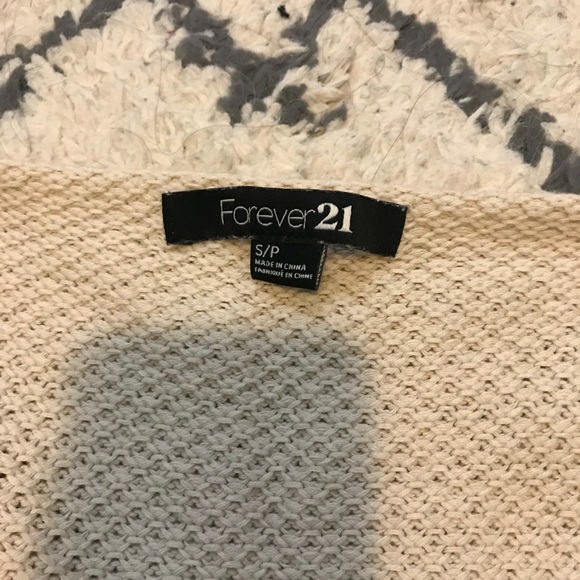 Forever21
S/P
MADE IN CHINA
FABRIQUÉ EN CHINE